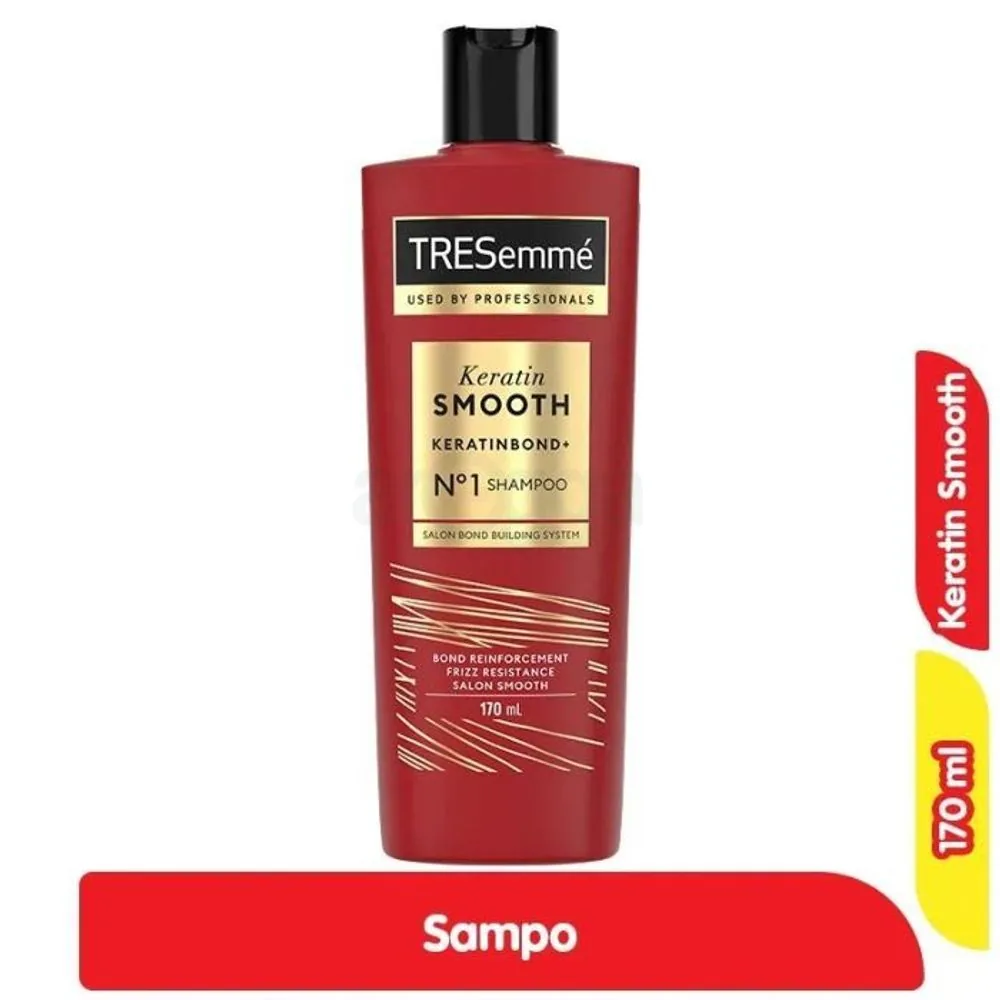 TRESemmé
USED BY PROFESSIONALS
Keratin
SMOOTH
KERATINBOND+
Nº1 SHAMPOO
SALON BOND BUILDING SYSTEM
BOND REINFORCEMENT
FRIZZ RESISTANCE
SALON SMOOTH
170 mL
Keratin Smooth
170 ml
Sampo